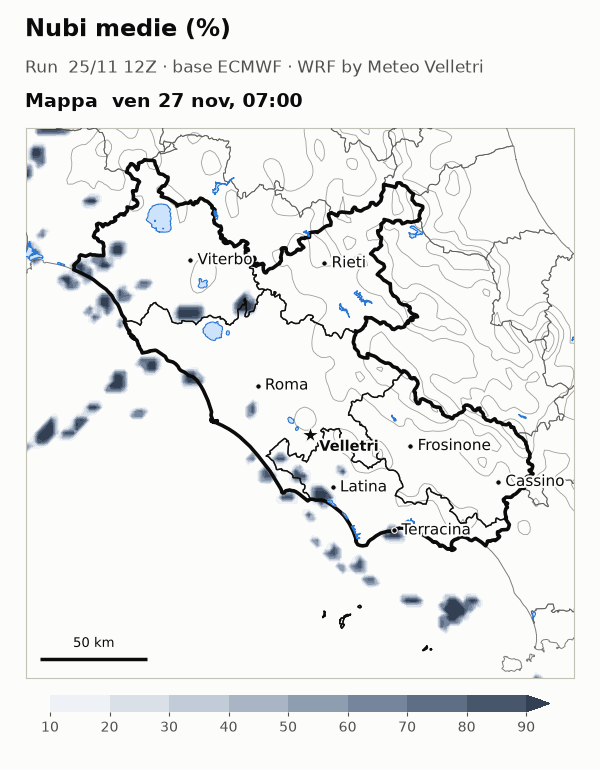 Nubi medie (%)
Run 25/11 12Z · base ECMWF · WRF by Meteo Velletri
Mappa ven 27 nov, 07:00
Viterbo
Rieti
Roma
Velletri
Frosinone
Cassino
Latina
Terracina
50 km
10 20 30 40 50 60 70 80 90